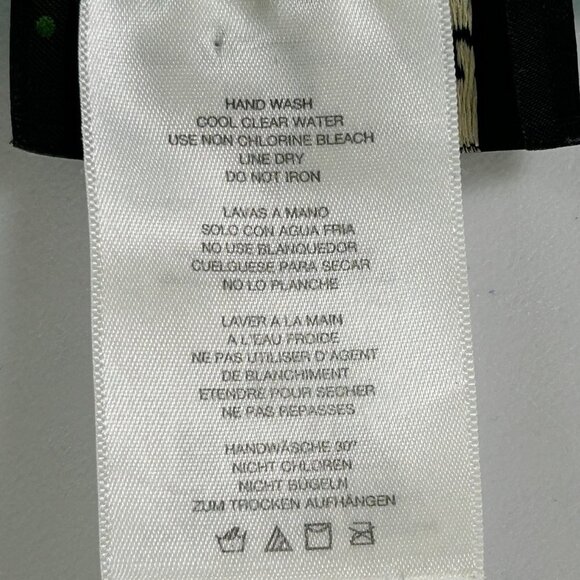 HAND WASH
COOL CLEAR WATER
USE NON CHLORINE BLEACH
LINE DRY
DO NOT IRON
LAVAS A MANO
SOLO CON AGUA FRIA
NO USE BLANQUEDOR
CUELGUESE PARA SECAR
NO LO PLANCHE
LAVER A LA MAIN
A L'EAU FROIDE
NE PAS UTILISER D'AGENT
DE BLANCHIMENT
ETENDRE POUR SECHER
NE PAS REPASSES
HANDWÄSCHE 30°
NICHT CHLOREN
NICHT BÜGELN
ZUM TROCKEN AUFHÄNGEN